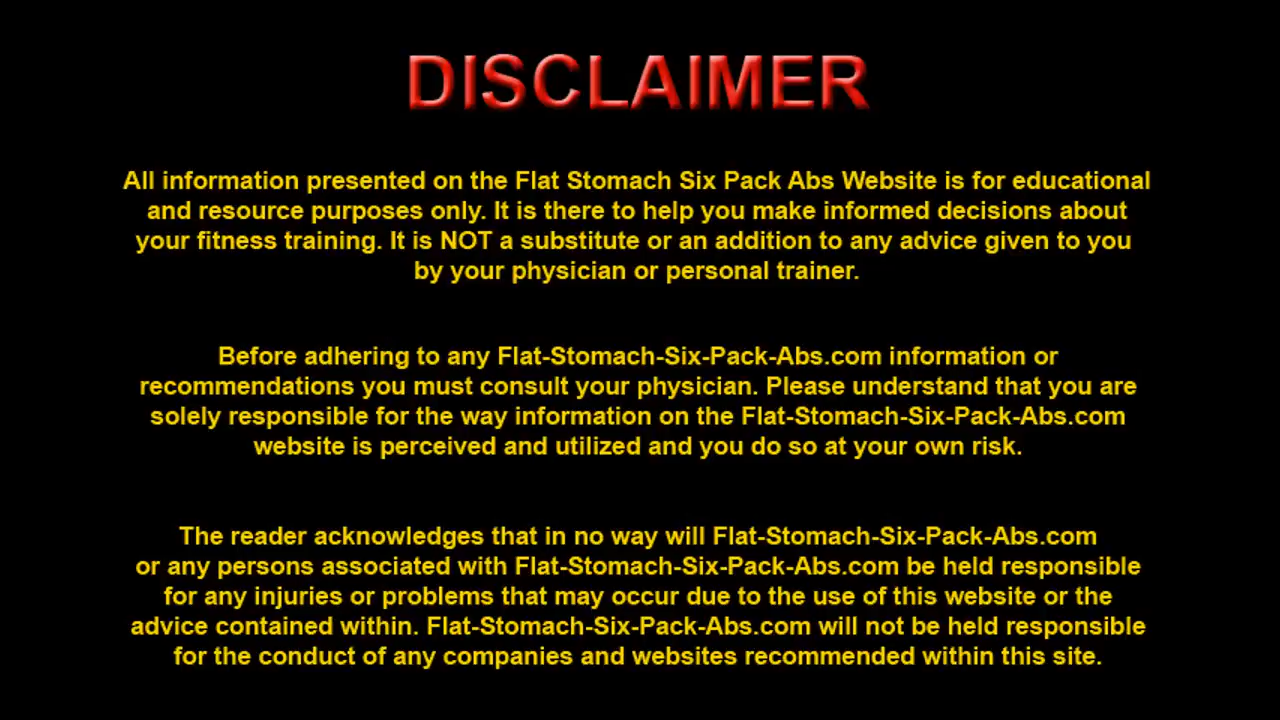 DISCLAIMER
All information presented on the Flat Stomach Six Pack Abs Website is for educational
and resource purposes only. It is there to help you make informed decisions about
your fitness training. It is NOT a substitute or an addition to any advice given to you
by your physician or personal trainer.
Before adhering to any Flat-Stomach-Six-Pack-Abs.com information or
recommendations you must consult your physician. Please understand that you are
solely responsible for the way information on the Flat-Stomach-Six-Pack-Abs.com
website is perceived and utilized and you do so at your own risk.
The reader acknowledges that in no way will Flat-Stomach-Six-Pack-Abs.com
or any persons associated with Flat-Stomach-Six-Pack-Abs.com be held responsible
for any injuries or problems that may occur due to the use of this website or the
advice contained within. Flat-Stomach-Six-Pack-Abs.com will not be held responsible
for the conduct of any companies and websites recommended within this site.